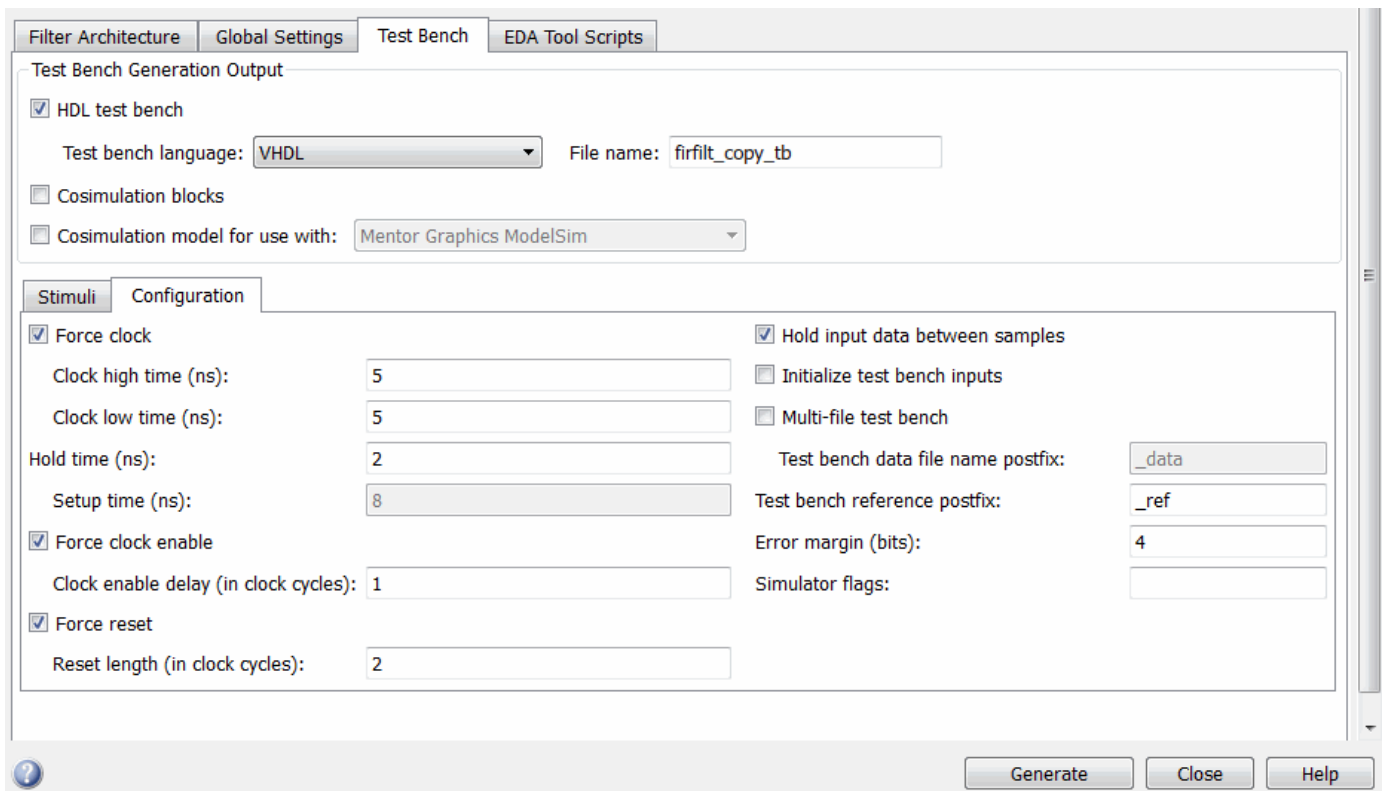 Filter Architecture Global Settings Test Bench EDA Tool Scripts
Test Bench Generation Output
HDL test bench
Test bench language: VHDL File name: firfilt_copy_tb
Cosimulation blocks
Cosimulation model for use with: Mentor Graphics ModelSim
Stimuli Configuration
Force clock Hold input data between samples
Clock high time (ns): 5 Initialize test bench inputs
Clock low time (ns): 5 Multi-file test bench
Hold time (ns): 2 Test bench data file name postfix: _data
Setup time (ns): 8 Test bench reference postfix: _ref
Force clock enable Error margin (bits): 4
Clock enable delay (in clock cycles): 1 Simulator flags:
Force reset
Reset length (in clock cycles): 2
? Generate Close Help